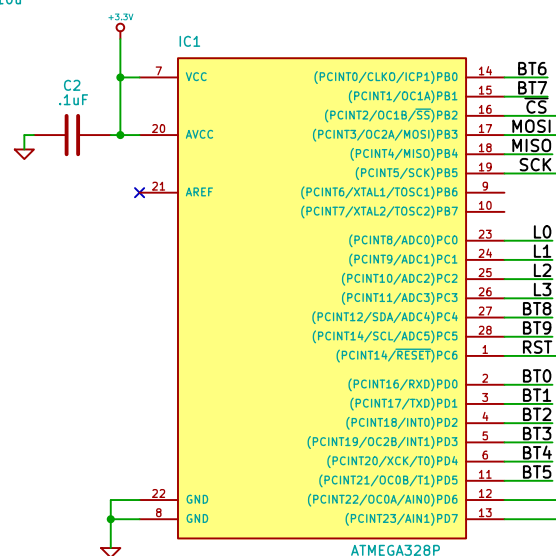 +3.3V
IC1
C2
.1uF
7 VCC (PCINT0/CLKO/ICP1)PB0 14 BT6
(PCINT1/OC1A)PB1 15 BT7
(PCINT2/OC1B/SS)PB2 16 CS
20 AVCC (PCINT3/OC2A/MOSI)PB3 17 MOSI
(PCINT4/MISO)PB4 18 MISO
(PCINT5/SCK)PB5 19 SCK
21 AREF (PCINT6/XTAL1/TOSC1)PB6 9
(PCINT7/XTAL2/TOSC2)PB7 10
(PCINT8/ADC0)PC0 23 L0
(PCINT9/ADC1)PC1 24 L1
(PCINT10/ADC2)PC2 25 L2
(PCINT11/ADC3)PC3 26 L3
(PCINT12/SDA/ADC4)PC4 27 BT8
(PCINT14/SCL/ADC5)PC5 28 BT9
(PCINT14/RESET)PC6 1 RST
(PCINT16/RXD)PD0 2 BT0
(PCINT17/TXD)PD1 3 BT1
(PCINT18/INT0)PD2 4 BT2
(PCINT19/OC2B/INT1)PD3 5 BT3
(PCINT20/XCK/T0)PD4 6 BT4
(PCINT21/OC0B/T1)PD5 11 BT5
22 GND (PCINT22/OC0A/AIN0)PD6 12
8 GND (PCINT23/AIN1)PD7 13
ATMEGA328P